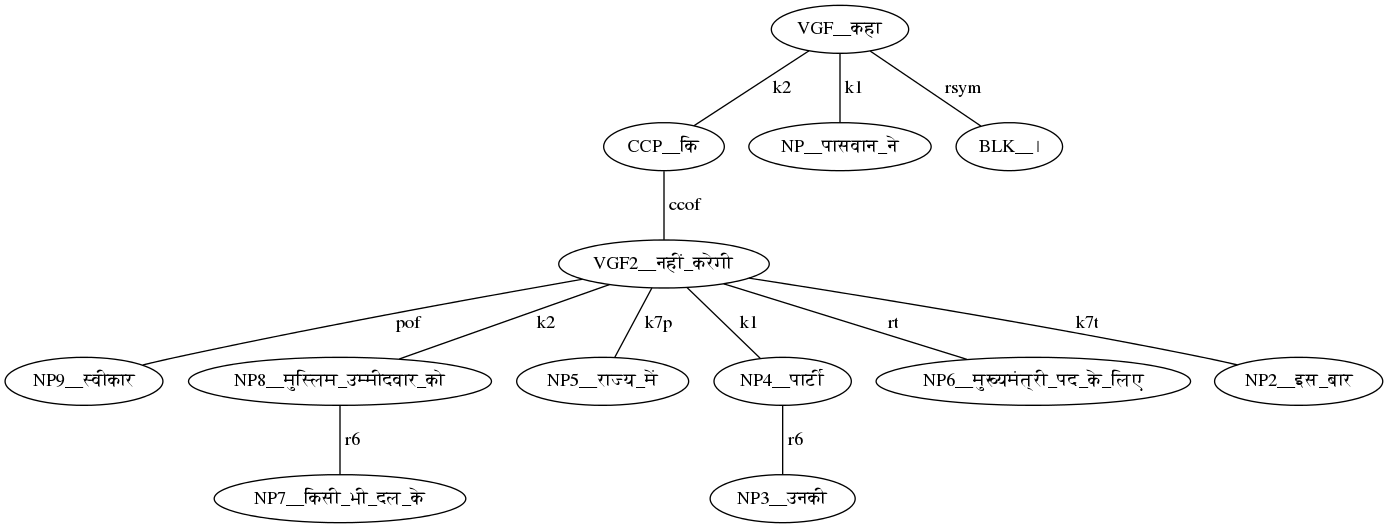 VGF__कहा
k2 k1 rsym
CCP__कि NP__पासवान_ने BLK__।
ccof
VGF2__नहीं_करेगी
pof k2 k7p k1 rt k7t
NP9__स्वीकार NP8__मुस्लिम_उम्मीदवार_को NP5__राज्य_में NP4__पार्टी NP6__मुख्यमंत्री_पद_के_लिए NP2__इस_बार
r6 r6
NP7__किसी_भी_दल_के NP3__उनकी